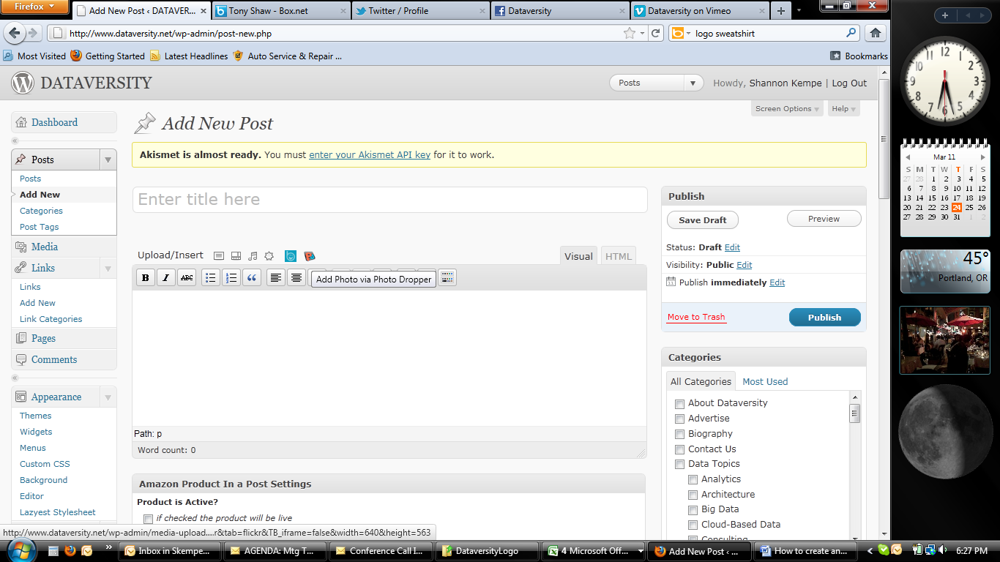 Firefox
Add New Post ‹ DATAVER...
Tony Shaw - Box.net
Twitter / Profile
Dataversity
Dataversity on Vimeo
http://www.dataversity.net/wp-admin/post-new.php
logo sweatshirt
Most Visited
Getting Started
Latest Headlines
Auto Service & Repair ...
Bookmarks
DATAVERSITY
Posts
Howdy, Shannon Kempe | Log Out
Screen Options
Help
Dashboard
Posts
Posts
Add New
Categories
Post Tags
Media
Links
Links
Add New
Link Categories
Pages
Comments
Appearance
Themes
Widgets
Menus
Custom CSS
Background
Editor
Lazyest Stylesheet
Add New Post
Akismet is almost ready. You must enter your Akismet API key for it to work.
Enter title here
Upload/Insert
Visual
HTML
B I ABC
Add Photo via Photo Dropper
Path: p
Word count: 0
Amazon Product In a Post Settings
Product is Active?
if checked the product will be live
Publish
Save Draft
Preview
Status: Draft Edit
Visibility: Public Edit
Publish immediately Edit
Move to Trash
Publish
Categories
All Categories
Most Used
About Dataversity
Advertise
Biography
Contact Us
Data Topics
Analytics
Architecture
Big Data
Cloud-Based Data
Consulting
12
1
2
3
4
5
6
7
8
9
10
11
Mar 11
S M T W T F S
27 28 1 2 3 4 5
6 7 8 9 10 11 12
13 14 15 16 17 18 19
20 21 22 23 24 25 26
27 28 29 30 31 1 2
45°
Portland, OR
http://www.dataversity.net/wp-admin/media-upload....r&tab=flickr&TB_iframe=false&width=640&height=563
Inbox in Skempe...
AGENDA: Mtg T...
Conference Call I...
DataversityLogo
4 Microsoft Off...
Add New Post ‹ ...
How to create an...
6:27 PM